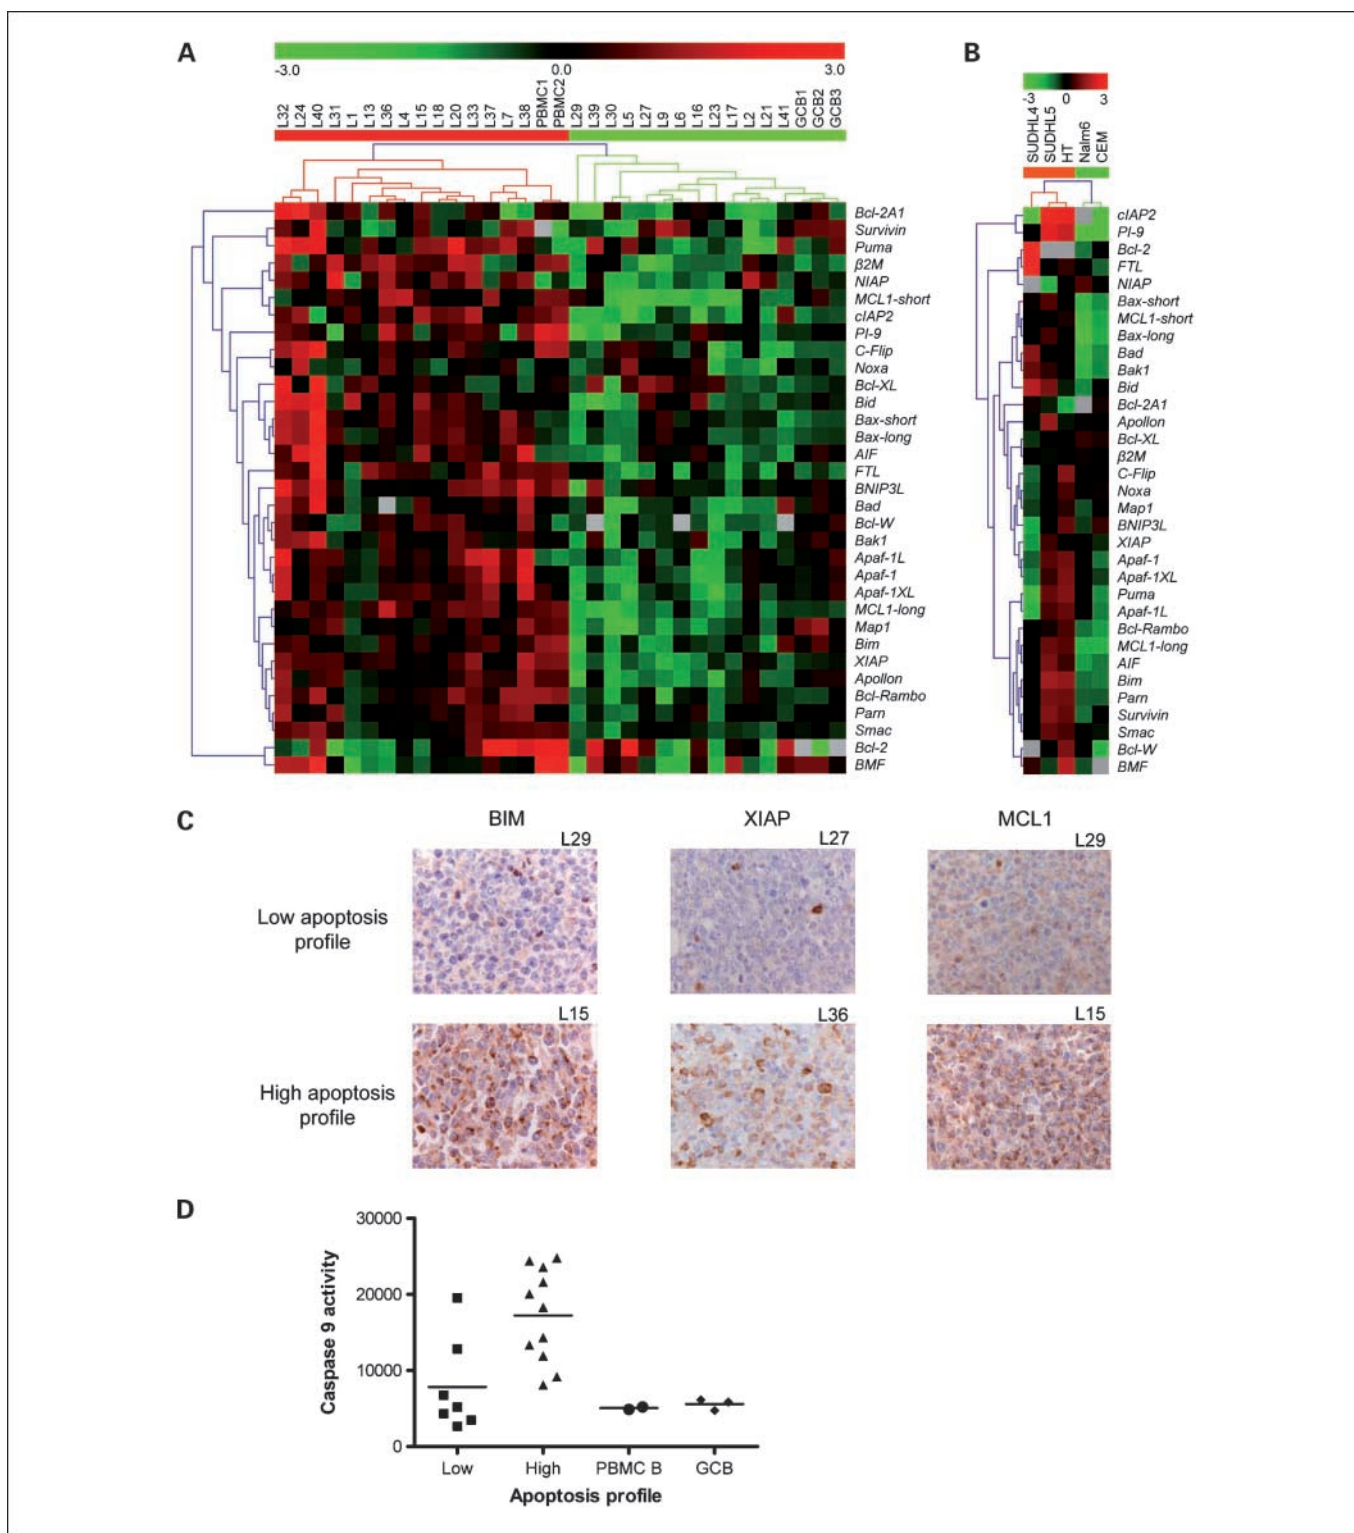 A
-3.0 0.0 3.0
L32 L24 L40 L31 L1 L13 L36 L4 L15 L18 L20 L33 L37 L7 L38 PBMC1 PBMC2 L29 L39 L30 L5 L27 L9 L6 L16 L23 L17 L2 L21 L41 GCB1 GCB2 GCB3
Bcl-2A1
Survivin
Puma
β2M
NIAP
MCL1-short
cIAP2
PI-9
C-Flip
Noxa
Bcl-XL
Bid
Bax-short
Bax-long
AIF
FTL
BNIP3L
Bad
Bcl-W
Bak1
Apaf-1L
Apaf-1
Apaf-1XL
MCL1-long
Map1
Bim
XIAP
Apollon
Bcl-Rambo
Parn
Smac
Bcl-2
BMF
B
-3 0 3
SUDHL4 SUDHL5 HT Nalm6 CEM
cIAP2
PI-9
Bcl-2
FTL
NIAP
Bax-short
MCL1-short
Bax-long
Bad
Bak1
Bid
Bcl-2A1
Apollon
Bcl-XL
β2M
C-Flip
Noxa
Map1
BNIP3L
XIAP
Apaf-1
Apaf-1XL
Puma
Apaf-1L
Bcl-Rambo
MCL1-long
AIF
Bim
Parn
Survivin
Smac
Bcl-W
BMF
C
BIM XIAP MCL1
L29 L27 L29
Low apoptosis
profile
L15 L36 L15
High apoptosis
profile
D
30000
20000
10000
0
Caspase 9 activity
Low High PBMC B GCB
Apoptosis profile